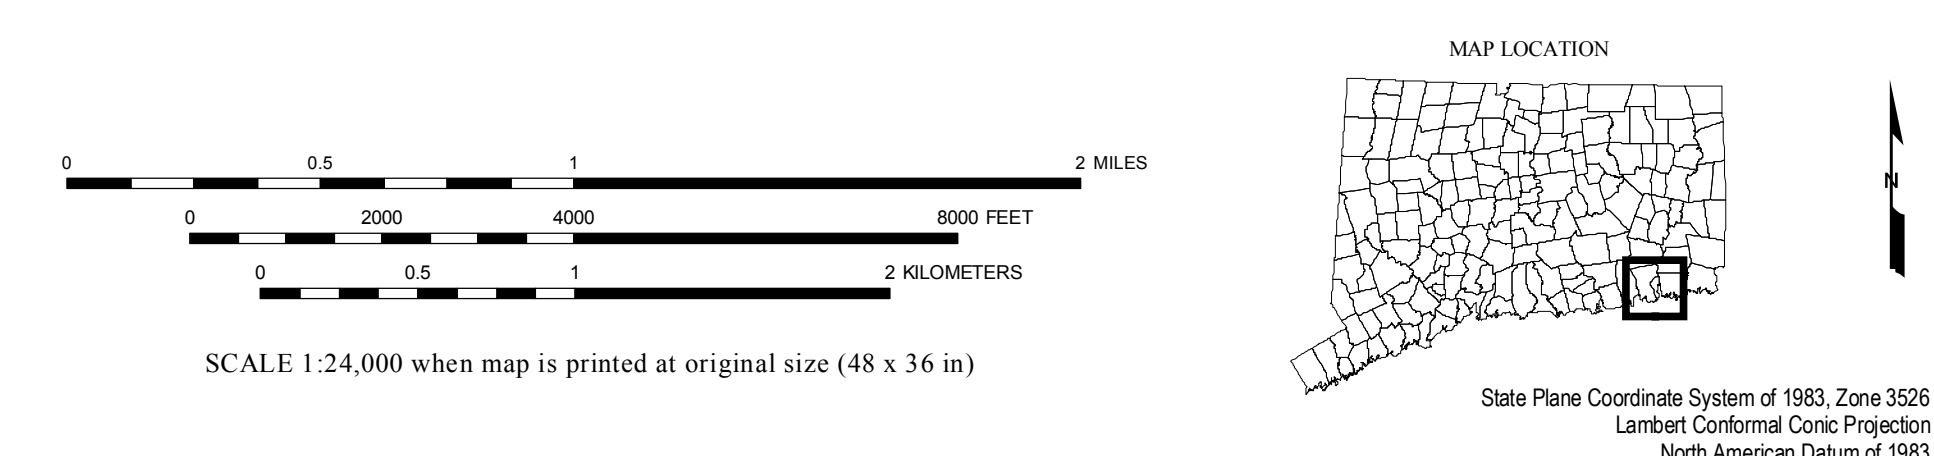 0 0.5 1 2 MILES
0 2000 4000 8000 FEET
0 0.5 1 2 KILOMETERS
SCALE 1:24,000 when map is printed at original size (48 x 36 in)
MAP LOCATION
N
State Plane Coordinate System of 1983, Zone 3526
Lambert Conformal Conic Projection
North American Datum of 1983